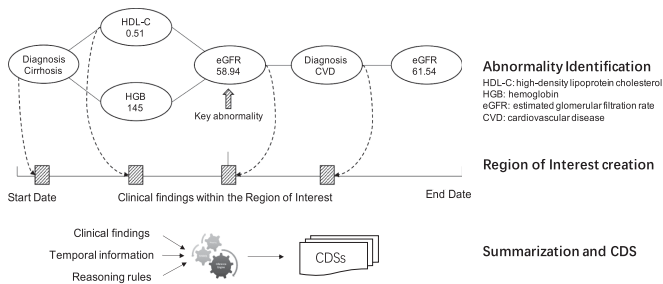 HDL-C
0.51
Diagnosis
Cirrhosis
eGFR
58.94
Diagnosis
CVD
eGFR
61.54
HGB
145
Key abnormality
Abnormality Identification
HDL-C: high-density lipoprotein cholesterol
HGB: hemoglobin
eGFR: estimated glomerular filtration rate
CVD: cardiovascular disease
Region of Interest creation
Start Date
Clinical findings within the Region of Interest
End Date
Clinical findings
Temporal information
Reasoning rules
CDSs
Summarization and CDS